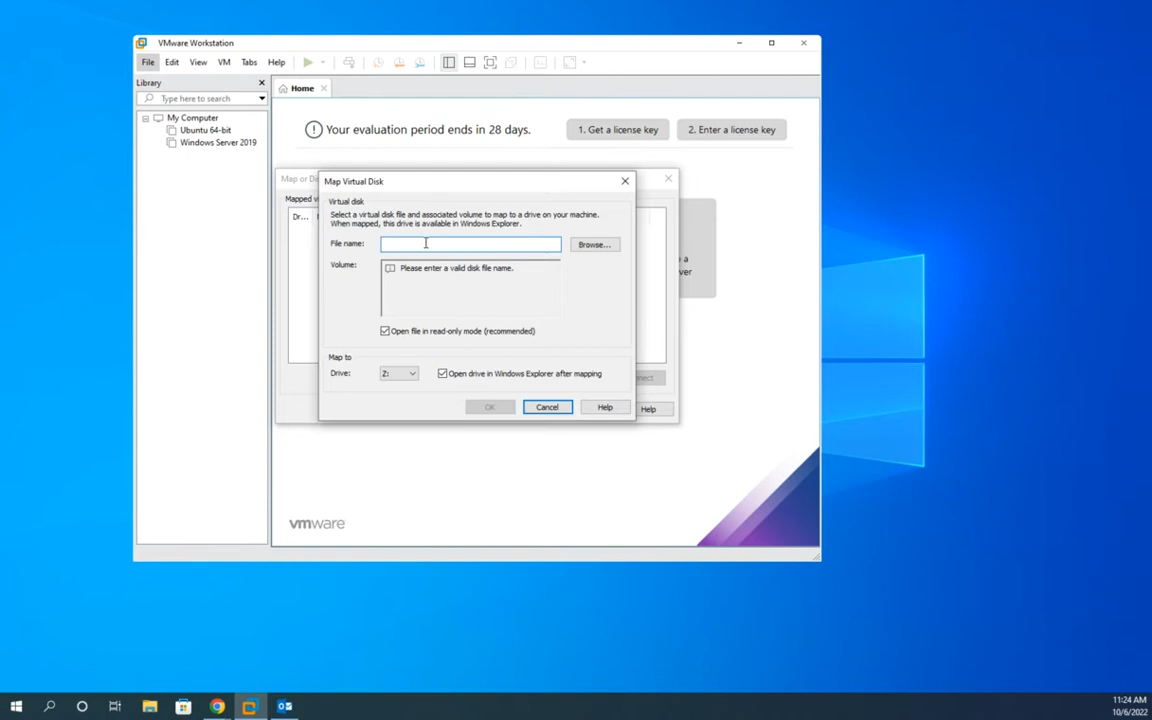 VMware Workstation
File Edit View VM Tabs Help
Library
Type here to search
My Computer
Ubuntu 64-bit
Windows Server 2019
Home
Your evaluation period ends in 28 days.
1. Get a license key
2. Enter a license key
Map or Di
Mapped v
Dr...
Map Virtual Disk
Virtual disk
Select a virtual disk file and associated volume to map to a drive on your machine.
When mapped, this drive is available in Windows Explorer.
File name:
Browse...
Volume:
Please enter a valid disk file name.
Open file in read-only mode (recommended)
Map to
Drive:
Z:
Open drive in Windows Explorer after mapping
OK
Cancel
Help
nect
Help
o a
ver
vmware
11:24 AM
10/6/2022